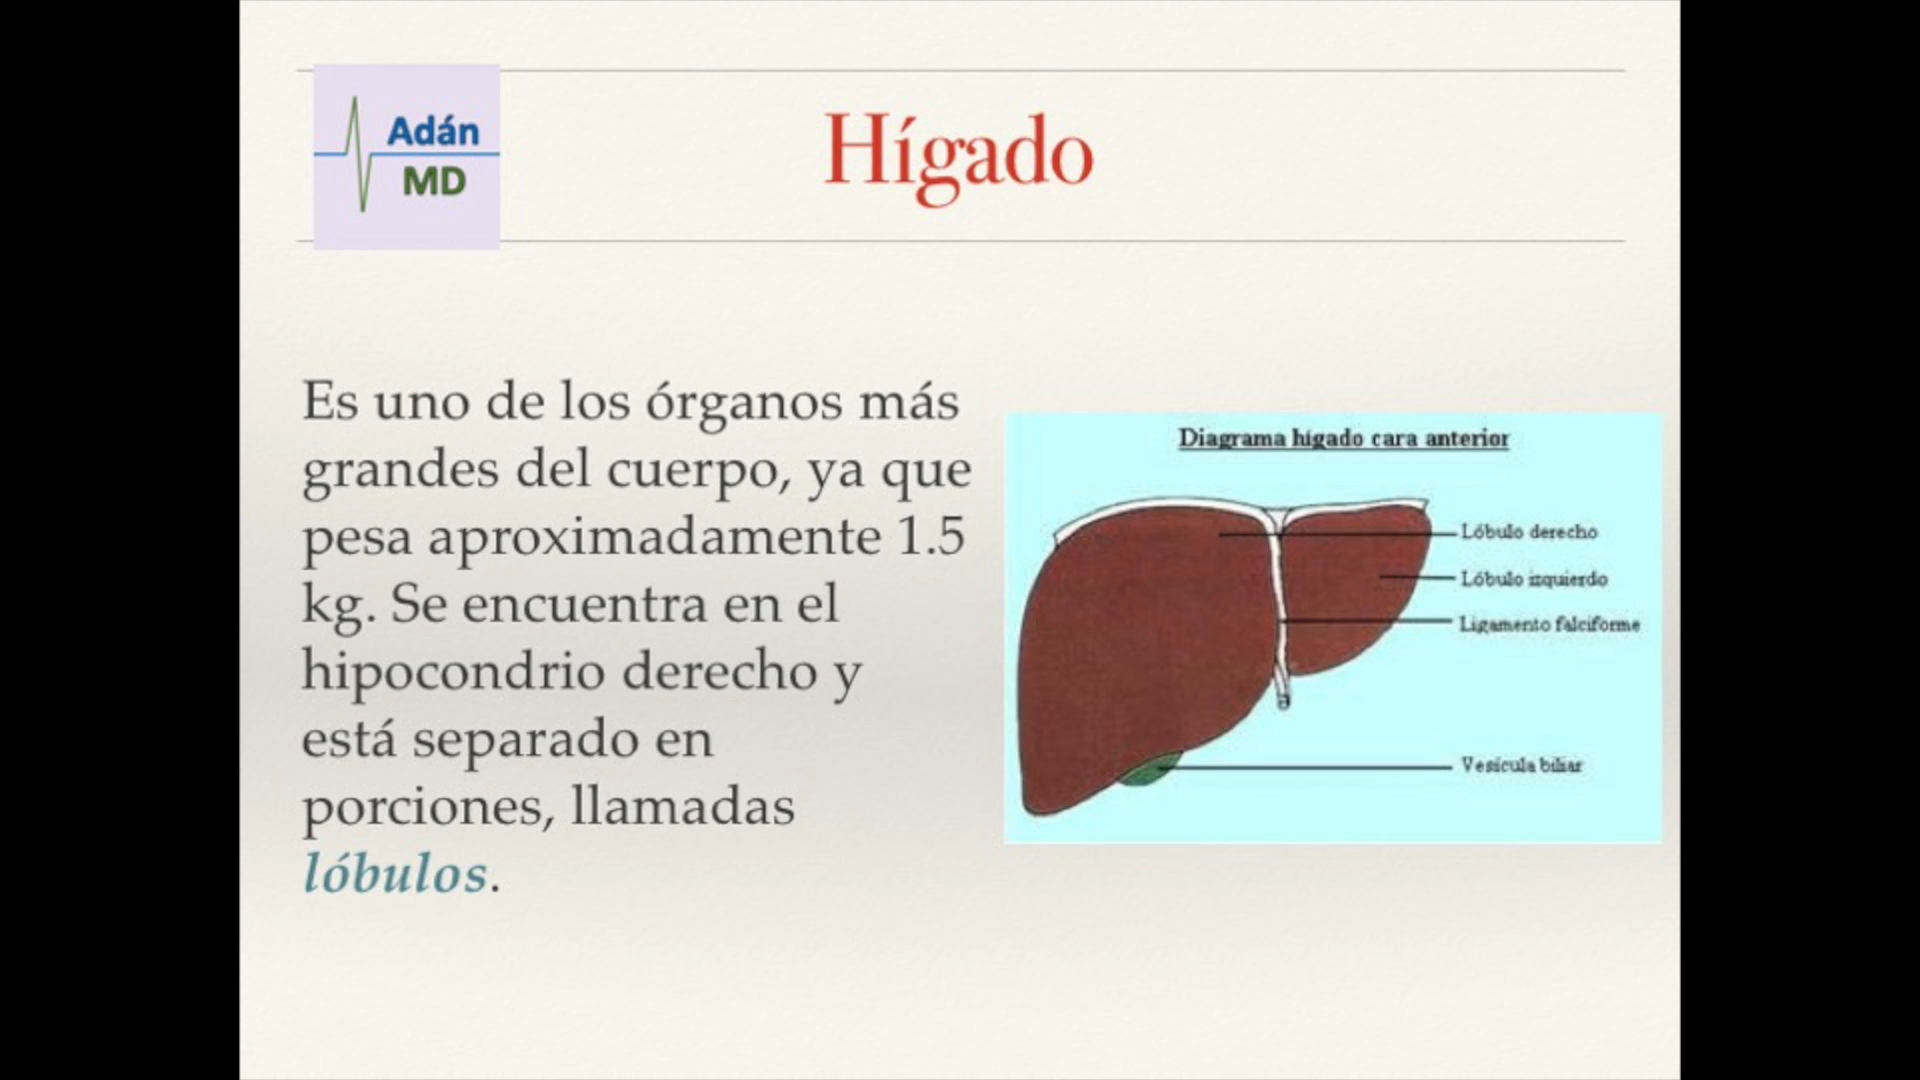 Adán
MD
Hígado
Es uno de los órganos más
grandes del cuerpo, ya que
pesa aproximadamente 1.5
kg. Se encuentra en el
hipocondrio derecho y
está separado en
porciones, llamadas
lóbulos.
Diagrama hígado cara anterior
Lóbulo derecho
Lóbulo izquierdo
Ligamento falciforme
Vesícula biliar